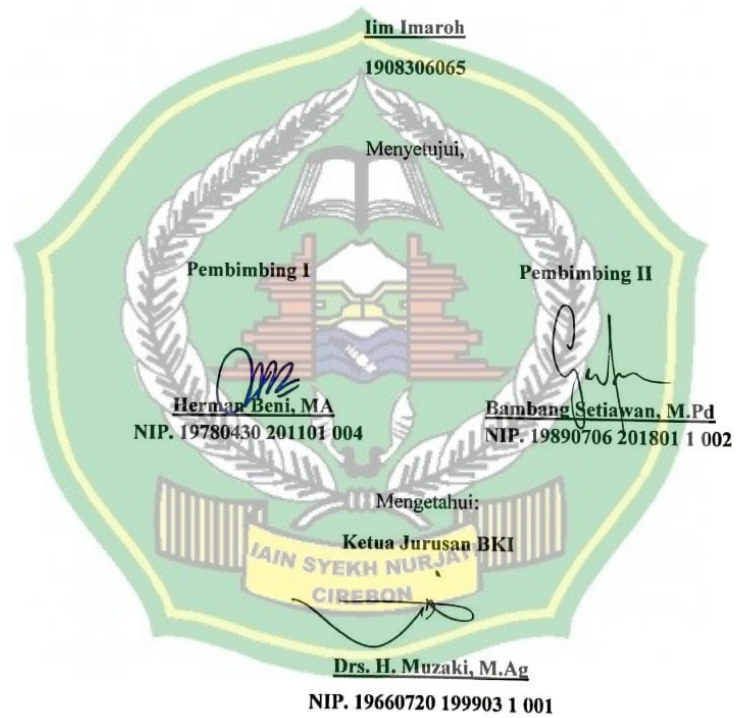 Iim Imaroh
1908306065
Menyetujui,
Pembimbing I
Pembimbing II
Herman Beni, MA
NIP. 19780430 201101 004
Bambang Setiawan, M.Pd
NIP. 19890706 201801 1 002
Mengetahui:
Ketua Jurusan BKI
IAIN SYEKH NURJATI
CIREBON
Drs. H. Muzaki, M.Ag
NIP. 19660720 199903 1 001